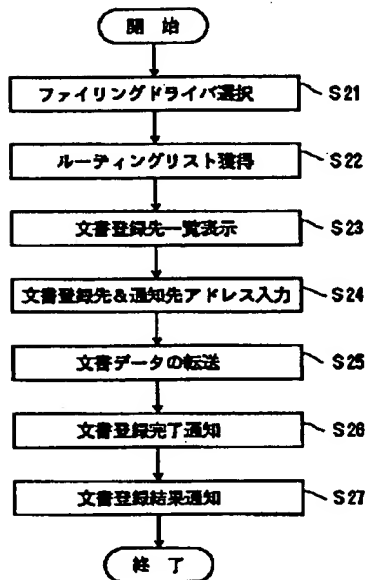 開 始
ファイリングドライバ選択 S21
ルーティングリスト獲得 S22
文書登録先一覧表示 S23
文書登録先&通知先アドレス入力 S24
文書データの転送 S25
文書登録完了通知 S26
文書登録結果通知 S27
終 了